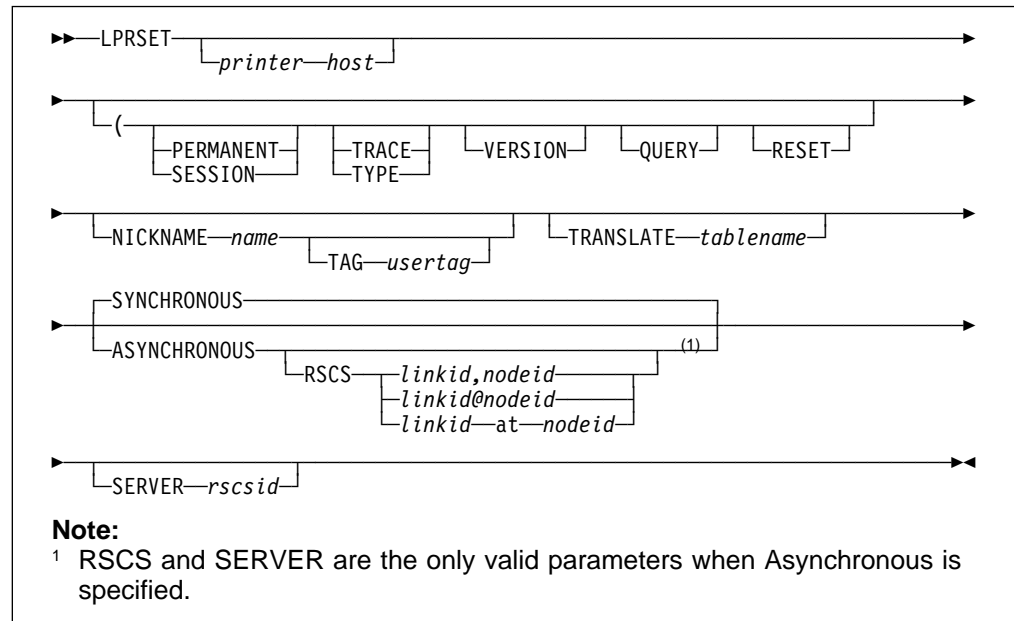 LPRSET
printer host
(
PERMANENT TRACE VERSION QUERY RESET
SESSION TYPE
NICKNAME name TRANSLATE tablename
TAG usertag
SYNCHRONOUS
ASYNCHRONOUS (1)
RSCS linkid,nodeid
linkid@nodeid
linkid at nodeid
SERVER rscsid
Note:
1 RSCS and SERVER are the only valid parameters when Asynchronous is
specified.